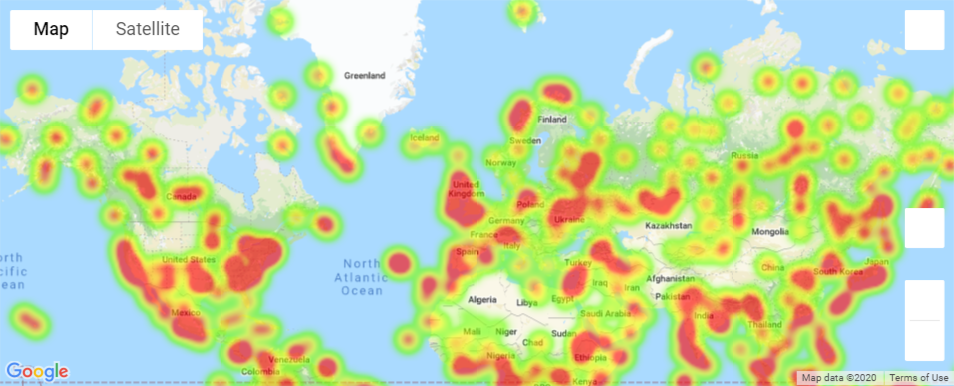 Map
Satellite
Greenland
Iceland
Finland
Sweden
Norway
Russia
Canada
United
Kingdom
Poland
Germany
Ukraine
France
Kazakhstan
Mongolia
Italy
Spain
United States
orth
cific
ean
North
Atlantic
Ocean
Turkey
China
South Korea
Japan
Afghanistan
Iraq
Iran
Algeria
Libya
Egypt
Pakistan
Saudi Arabia
India
Mexico
Thailand
Mali
Niger
Sudan
Chad
Nigeria
Ethiopia
Venezuela
Colombia
Kenya
Google
Map data ©2020
Terms of Use